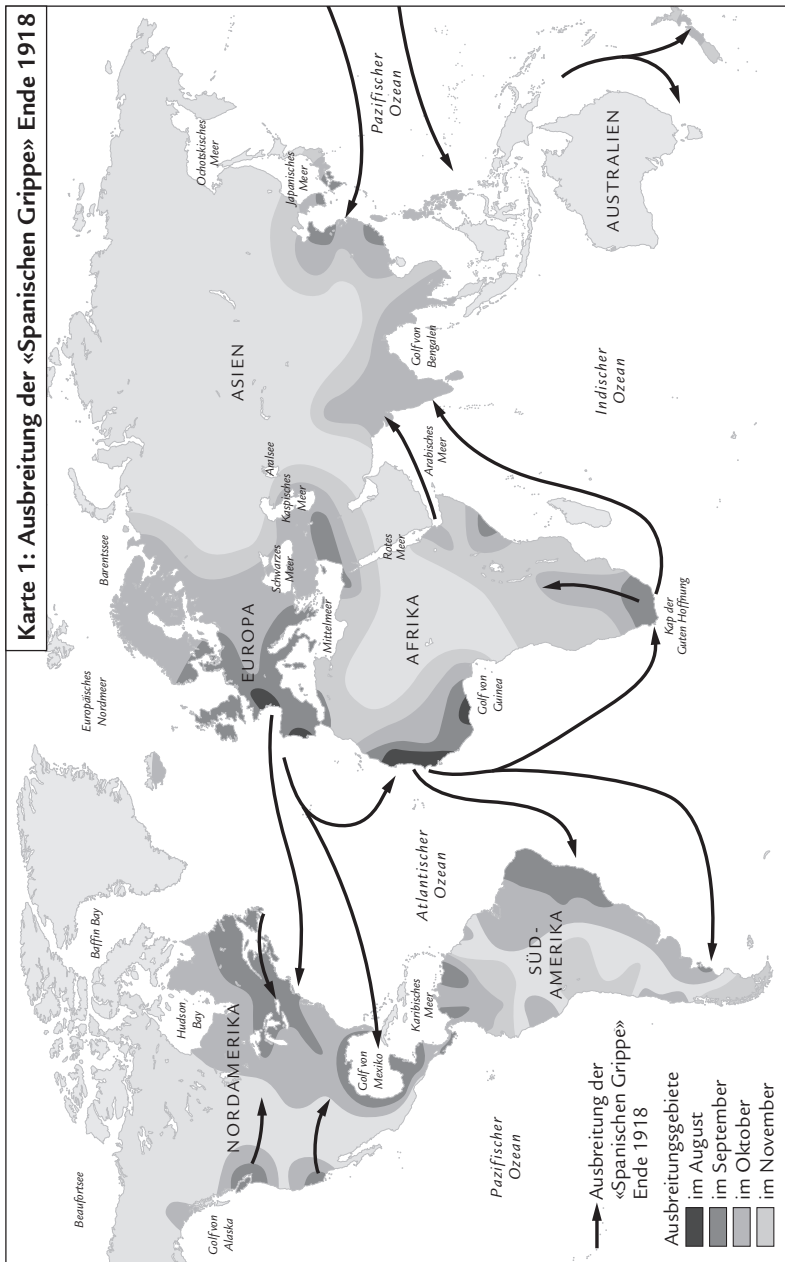 Karte 1: Ausbreitung der «Spanischen Grippe» Ende 1918
Beaufortsee
Baffin Bay
Europäisches
Nordmeer
Barentssee
Ochotskisches
Meer
Golf von
Alaska
Hudson
Bay
NORDAMERIKA
EUROPA
ASIEN
Schwarzes
Meer
Kaspisches
Meer
Aralsee
Japanisches
Meer
Mittelmeer
Pazifischer
Ozean
Golf von
Mexiko
Atlantischer
Ozean
AFRIKA
Rotes
Meer
Arabisches
Meer
Golf von
Bengalen
Karibisches
Meer
Golf von
Guinea
Pazifischer
Ozean
SÜD-
AMERIKA
Indischer
Ozean
AUSTRALIEN
Kap der
Guten Hoffnung
Ausbreitung der
«Spanischen Grippe»
Ende 1918
Ausbreitungsgebiete
im August
im September
im Oktober
im November